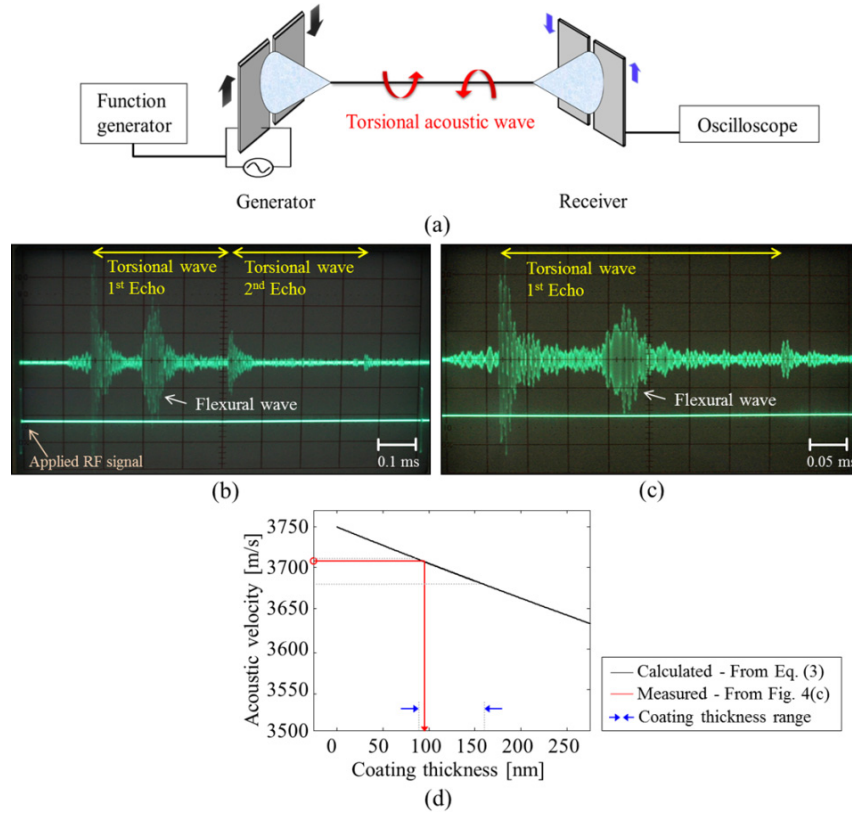 Function
generator
Torsional acoustic wave
Oscilloscope
Generator
Receiver
(a)
Torsional wave
1st Echo
Torsional wave
2nd Echo
Flexural wave
Applied RF signal
0.1 ms
(b)
Torsional wave
1st Echo
Flexural wave
0.05 ms
(c)
Acoustic velocity [m/s]
3750
3700
3650
3600
3550
3500
0 50 100 150 200 250
Coating thickness [nm]
Calculated - From Eq. (3)
Measured - From Fig. 4(c)
Coating thickness range
(d)